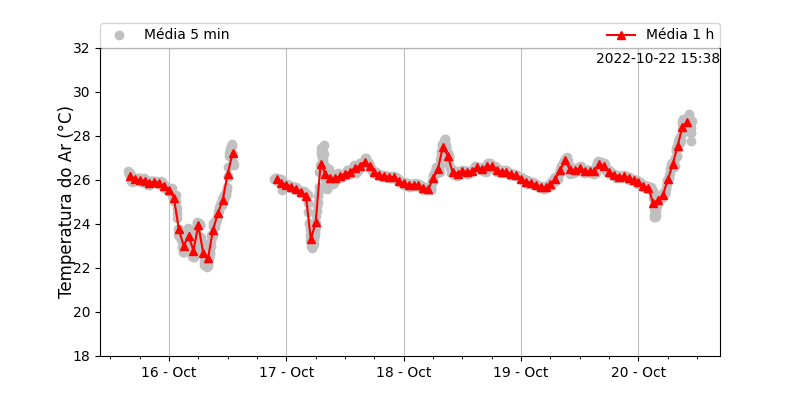 Média 5 min
Média 1 h
2022-10-22 15:38
Temperatura do Ar (°C)
32
30
28
26
24
22
20
18
16 - Oct
17 - Oct
18 - Oct
19 - Oct
20 - Oct